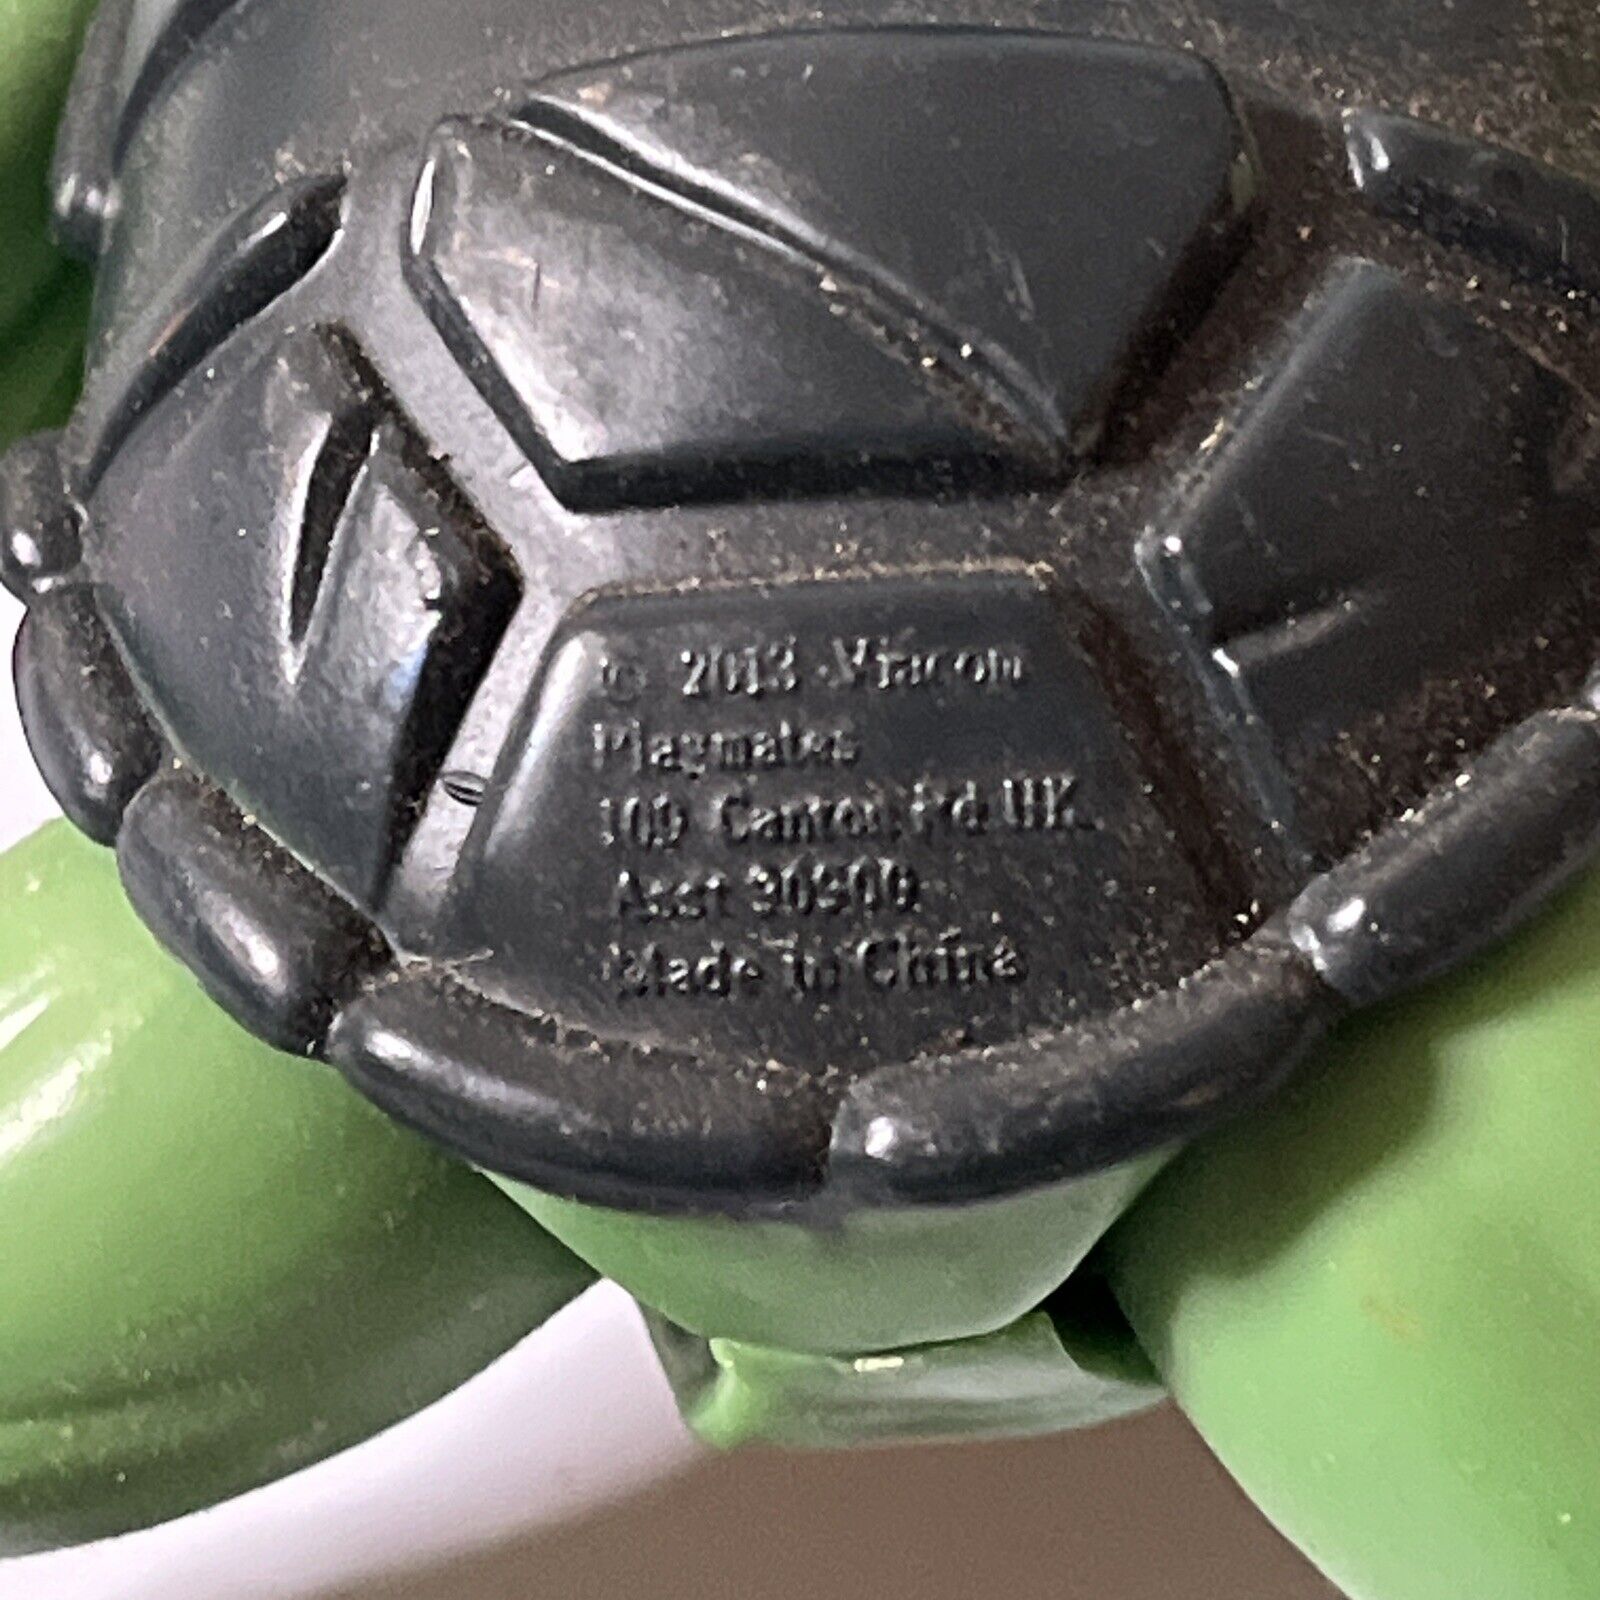 © 2013 Viacom
Playmates
109 Canton Rd HK.
Asst 90500
Made in China